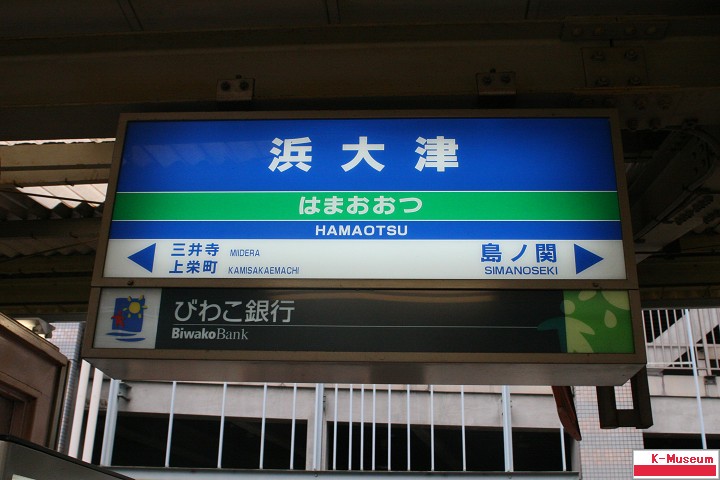 浜大津
はまおおつ
HAMAOTSU
三井寺 MIIDERA
上栄町 KAMISAKAEMACHI
島ノ関
SIMANOSEKI
びわこ銀行
BiwakoBank
K-Museum